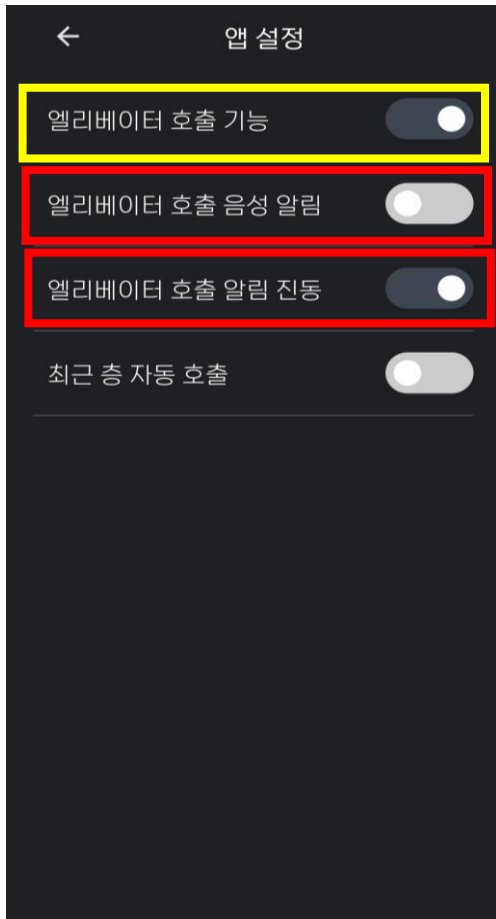 앱 설정
엘리베이터 호출 기능
엘리베이터 호출 음성 알림
엘리베이터 호출 알림 진동
최근 층 자동 호출